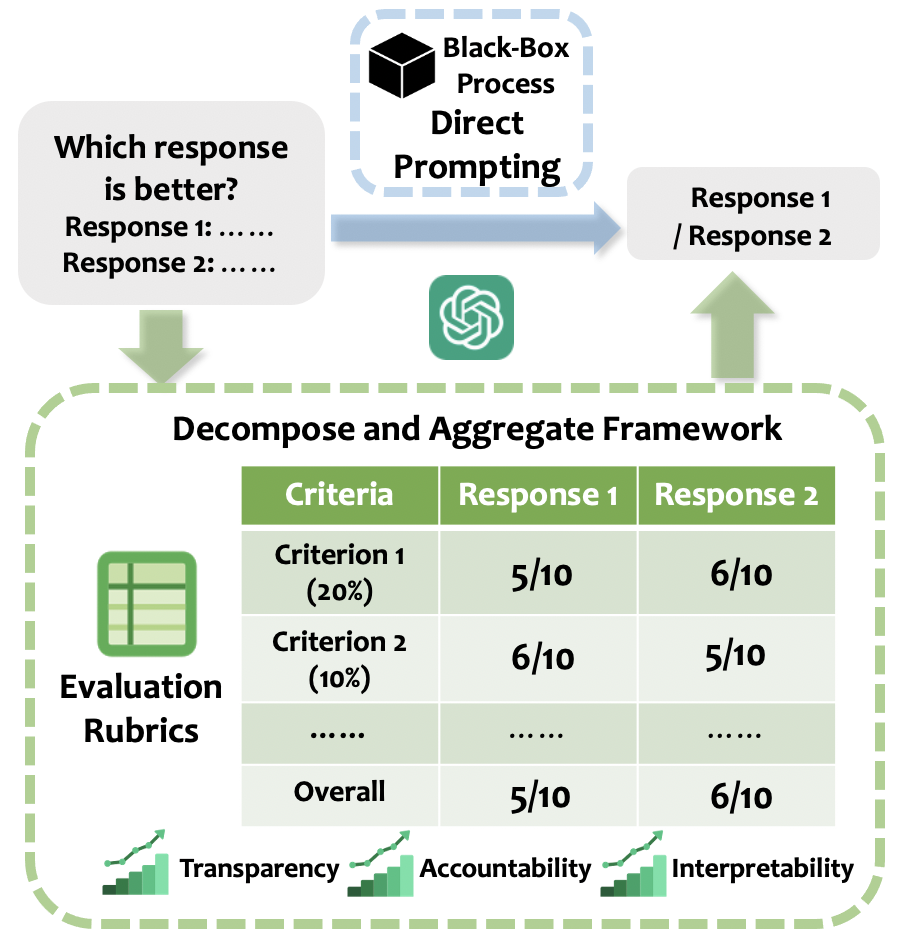 Black-Box
Process
Direct
Prompting
Which response
is better?
Response 1: ……
Response 2: ……
Response 1
/ Response 2
Decompose and Aggregate Framework
Criteria Response 1 Response 2
Criterion 1
(20%)
5/10 6/10
Criterion 2
(10%)
6/10 5/10
…… …… ……
Overall 5/10 6/10
Evaluation
Rubrics
Transparency Accountability Interpretability